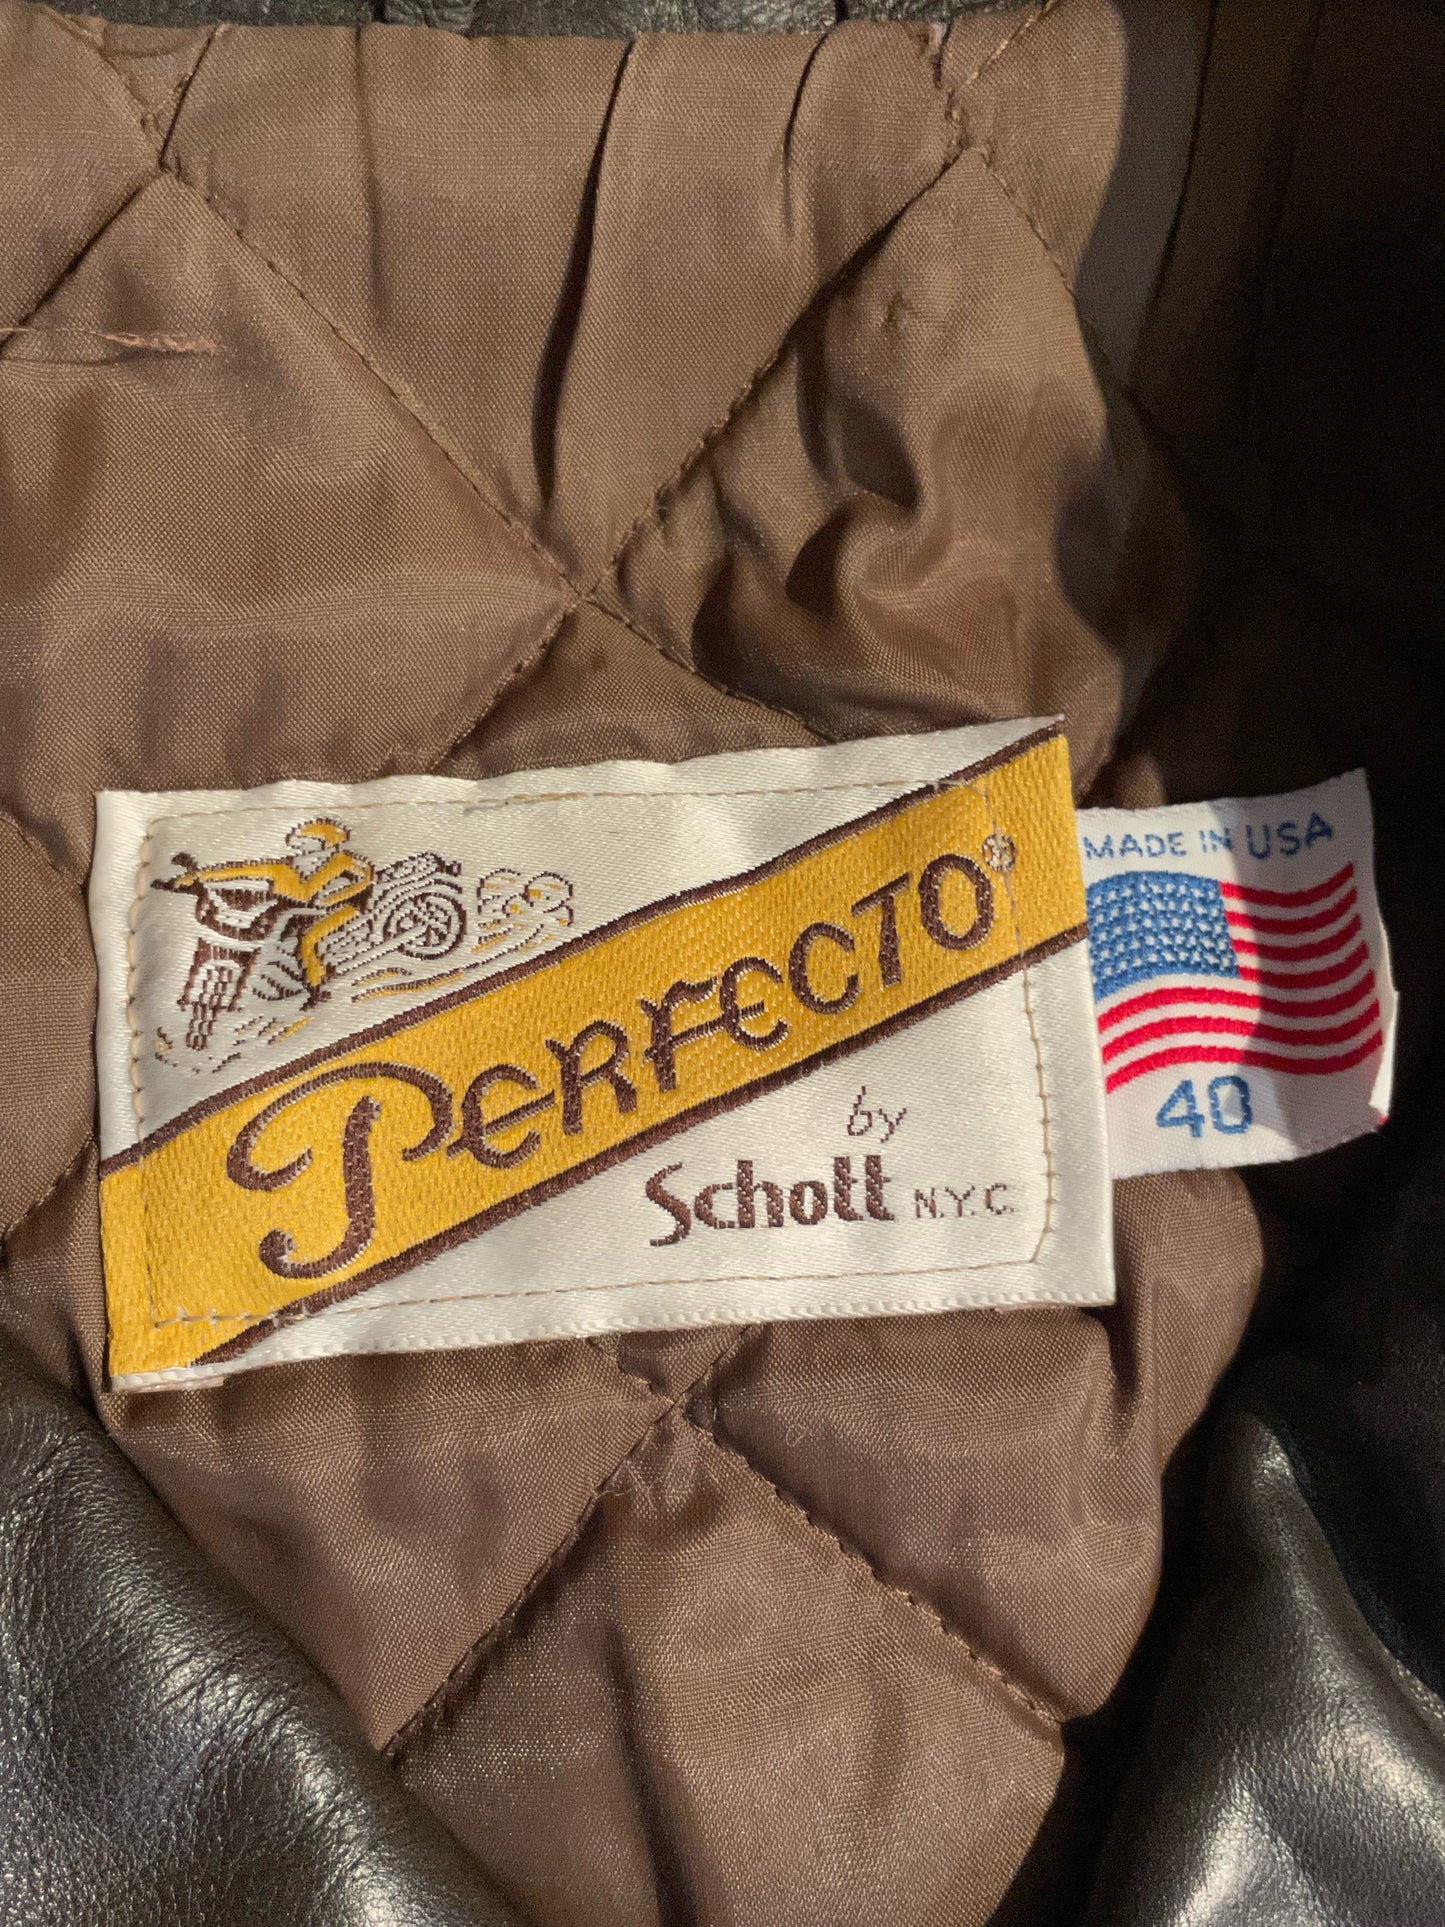 PERFECTO®
by
Schott N.Y.C.
MADE IN USA
40